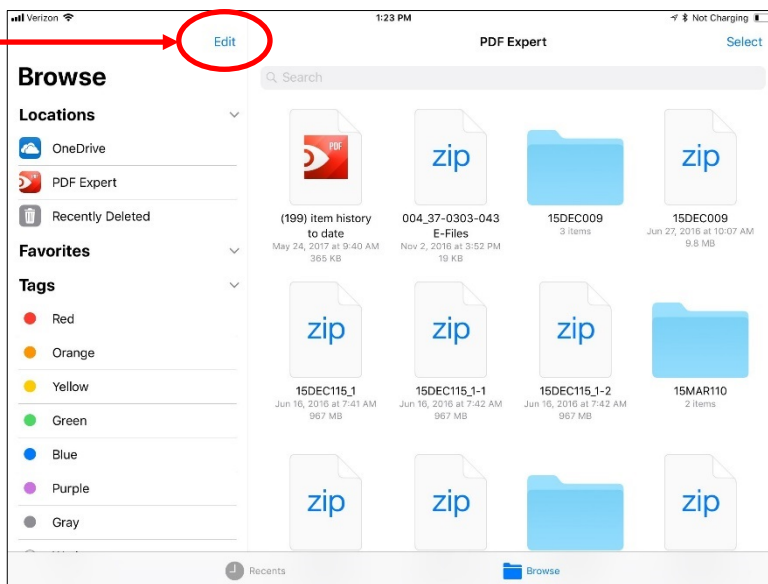 Verizon
1:23 PM
Not Charging
Edit
PDF Expert
Select
Browse
Search
Locations
OneDrive
PDF Expert
Recently Deleted
Favorites
Tags
Red
Orange
Yellow
Green
Blue
Purple
Gray
PDF
zip
zip
(199) item history
to date
May 24, 2017 at 9:40 AM
365 KB
004_37-0303-043
E-Files
Nov 2, 2016 at 3:52 PM
19 KB
15DEC009
3 items
15DEC009
Jun 27, 2016 at 10:07 AM
9.8 MB
zip
zip
zip
15DEC115_1
Jun 16, 2016 at 7:41 AM
967 MB
15DEC115_1-1
Jun 16, 2016 at 7:42 AM
967 MB
15DEC115_1-2
Jun 16, 2016 at 7:42 AM
967 MB
15MAR110
2 items
zip
zip
zip
Recents
Browse